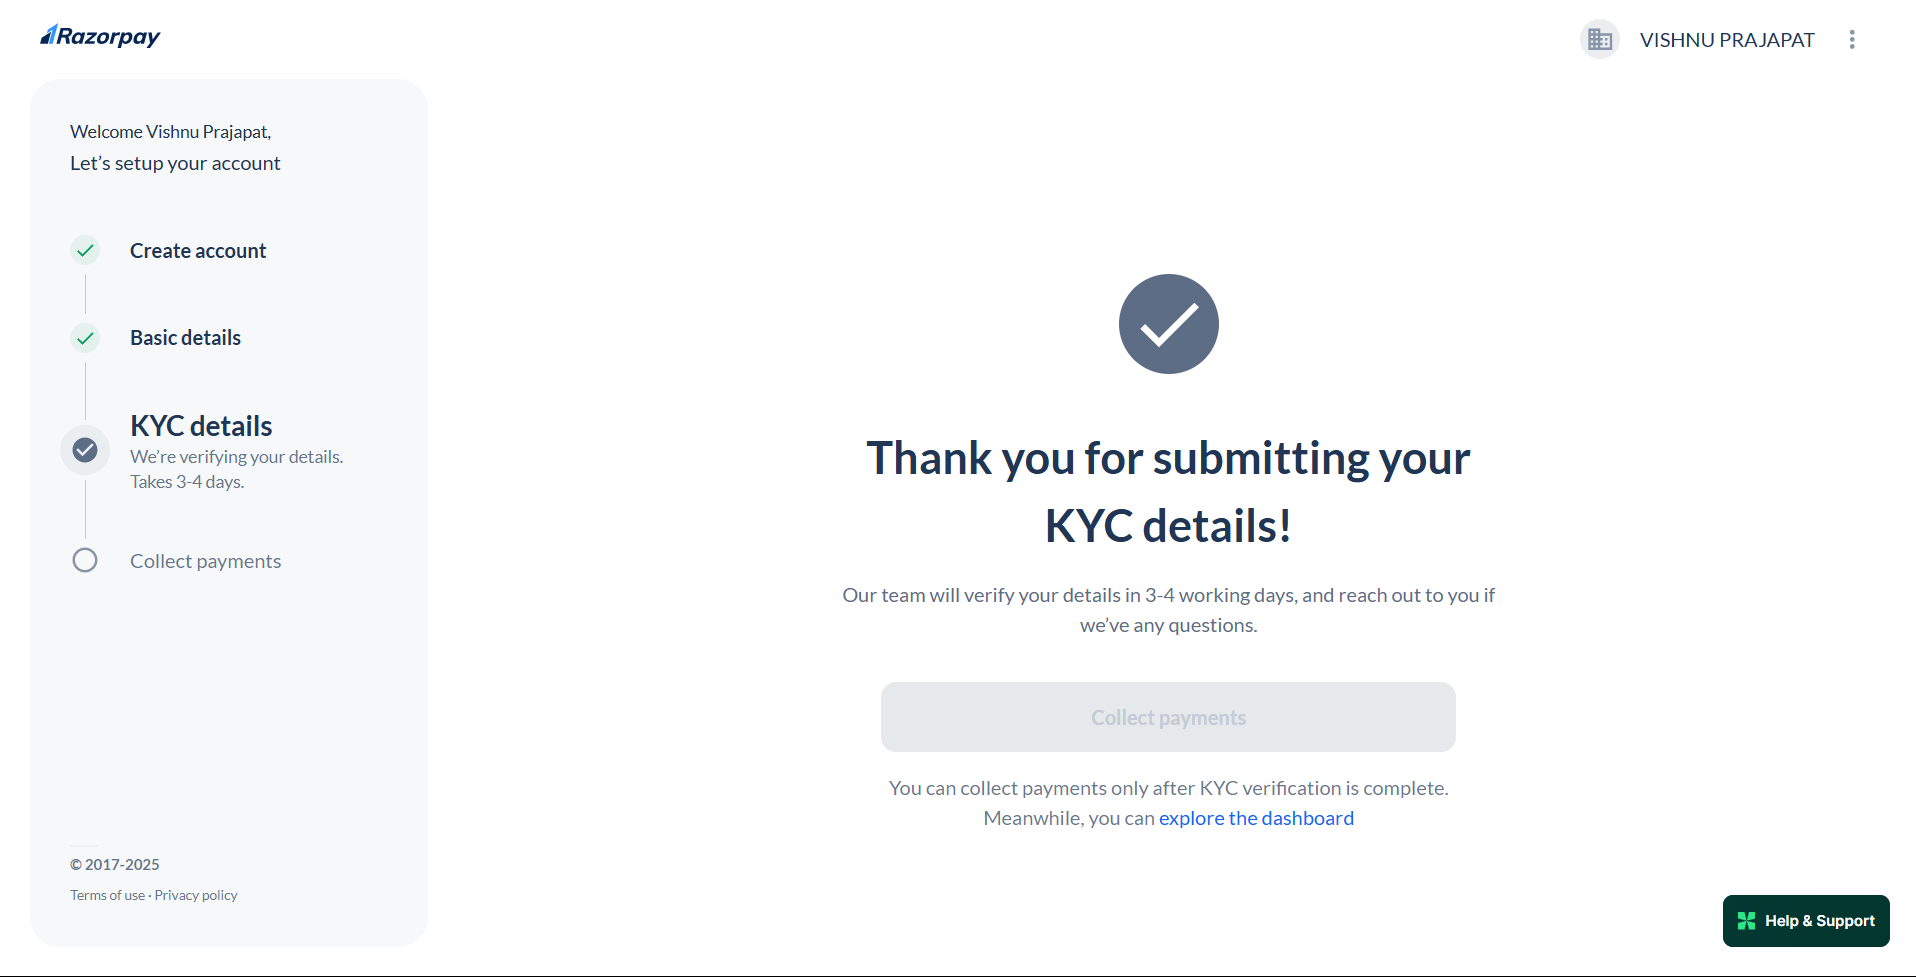 Razorpay
VISHNU PRAJAPAT
Welcome Vishnu Prajapat,
Let’s setup your account
Create account
Basic details
KYC details
We’re verifying your details.
Takes 3-4 days.
Collect payments
© 2017-2025
Terms of use · Privacy policy
Thank you for submitting your
KYC details!
Our team will verify your details in 3-4 working days, and reach out to you if
we’ve any questions.
Collect payments
You can collect payments only after KYC verification is complete.
Meanwhile, you can explore the dashboard
Help & Support